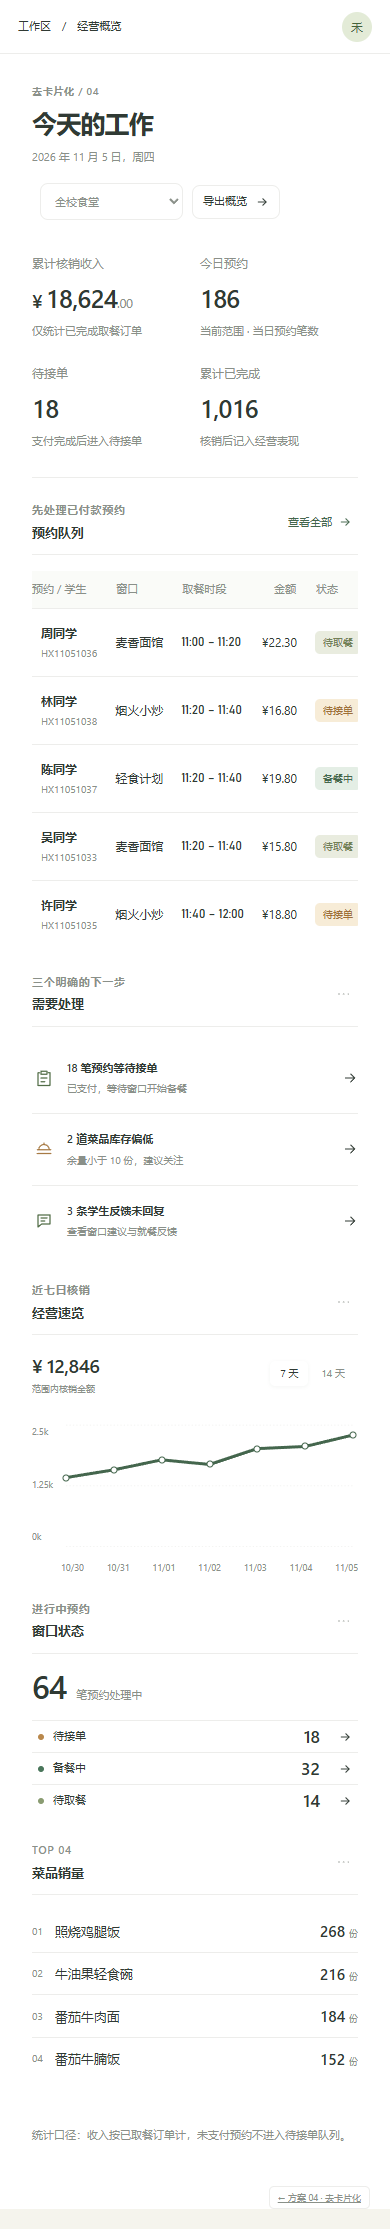 工作区 / 经营概览
禾
去卡片化 / 04
今天的工作
2026 年 11 月 5 日，周四
全校食堂
导出概览 →
累计核销收入
¥ 18,624.00
仅统计已完成取餐订单
今日预约
186
当前范围 · 当日预约笔数
待接单
18
支付完成后进入待接单
累计已完成
1,016
核销后记入经营表现
先处理已付款预约
预约队列
查看全部 →
预约 / 学生 窗口 取餐时段 金额 状态
周同学
HX11051036
麦香面馆 11:00 – 11:20 ¥22.30 待取餐
林同学
HX11051038
烟火小炒 11:20 – 11:40 ¥16.80 待接单
陈同学
HX11051037
轻食计划 11:20 – 11:40 ¥19.80 备餐中
吴同学
HX11051033
麦香面馆 11:20 – 11:40 ¥15.80 待取餐
许同学
HX11051035
烟火小炒 11:40 – 12:00 ¥18.80 待接单
三个明确的下一步
需要处理
···
18 笔预约等待接单
已支付，等待窗口开始备餐
→
2 道菜品库存偏低
余量小于 10 份，建议关注
→
3 条学生反馈未回复
查看窗口建议与就餐反馈
→
近七日核销
经营速览
···
¥ 12,846
范围内核销金额
7 天 14 天
2.5k
1.25k
0k
10/30 10/31 11/01 11/02 11/03 11/04 11/05
进行中预约
窗口状态
···
64 笔预约处理中
待接单 18 →
备餐中 32 →
待取餐 14 →
TOP 04
菜品销量
···
01 照烧鸡腿饭 268 份
02 牛油果轻食碗 216 份
03 番茄牛肉面 184 份
04 番茄牛腩饭 152 份
统计口径：收入按已取餐订单计，未支付预约不进入待接单队列。
← 方案 04 · 去卡片化